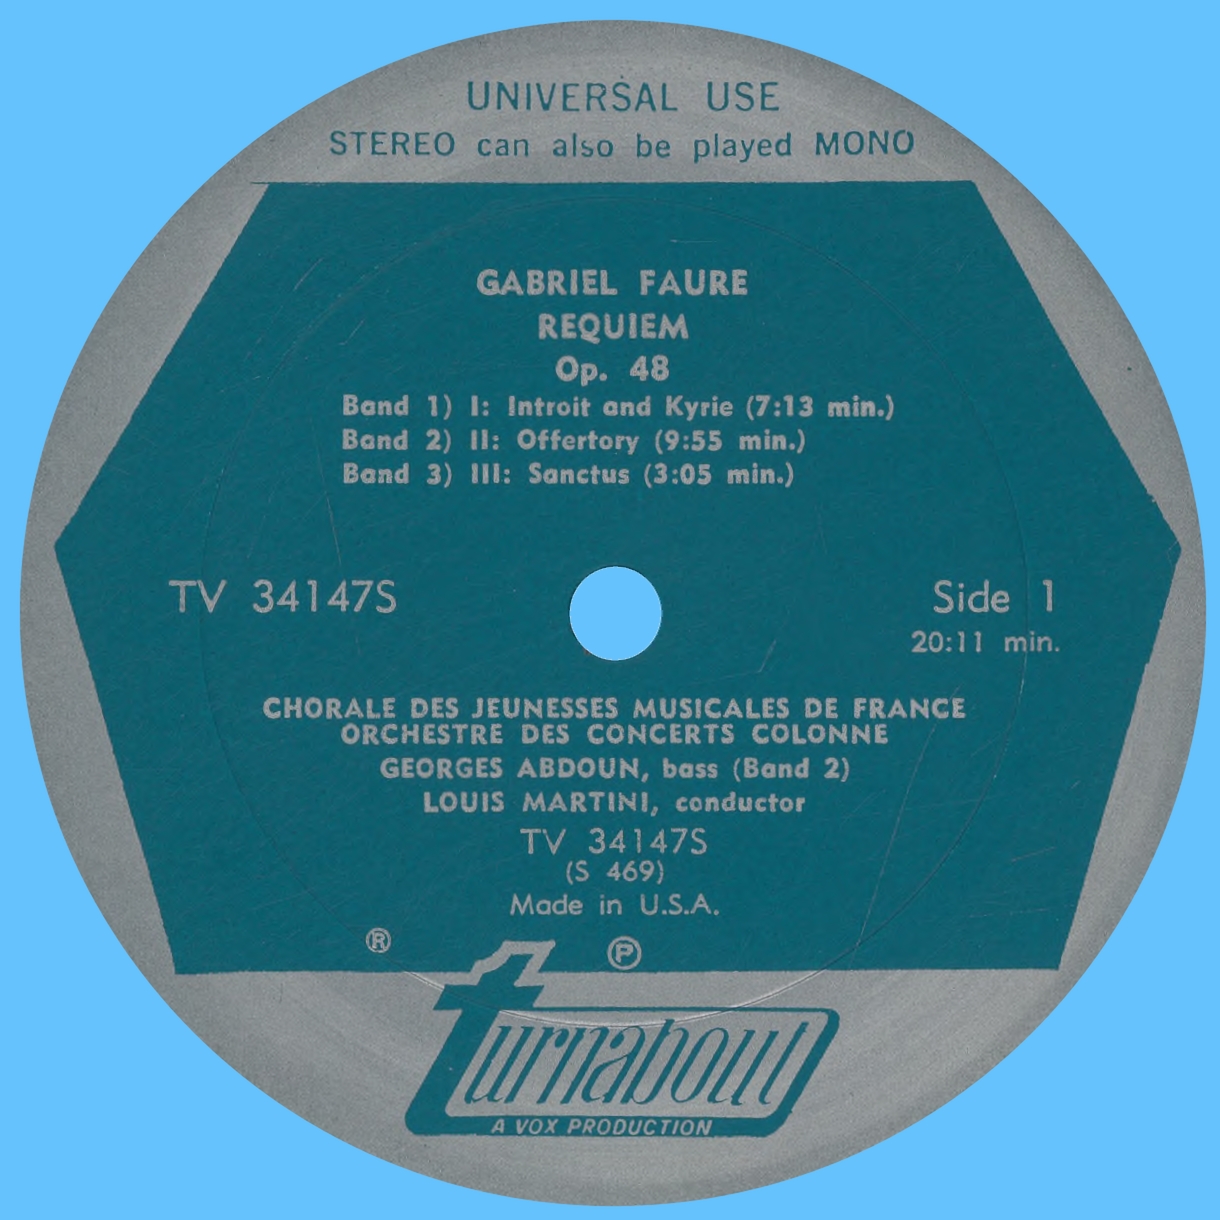 UNIVERSAL USE
STEREO can also be played MONO
GABRIEL FAURE
REQUIEM
Op. 48
Band 1) I: Introit and Kyrie (7:13 min.)
Band 2) II: Offertory (9:55 min.)
Band 3) III: Sanctus (3:05 min.)
TV 34147S
Side 1
20:11 min.
CHORALE DES JEUNESSES MUSICALES DE FRANCE
ORCHESTRE DES CONCERTS COLONNE
GEORGES ABDOUN, bass (Band 2)
LOUIS MARTINI, conductor
TV 34147S
(S 469)
Made in U.S.A.
® ℗
turnabout
A VOX PRODUCTION